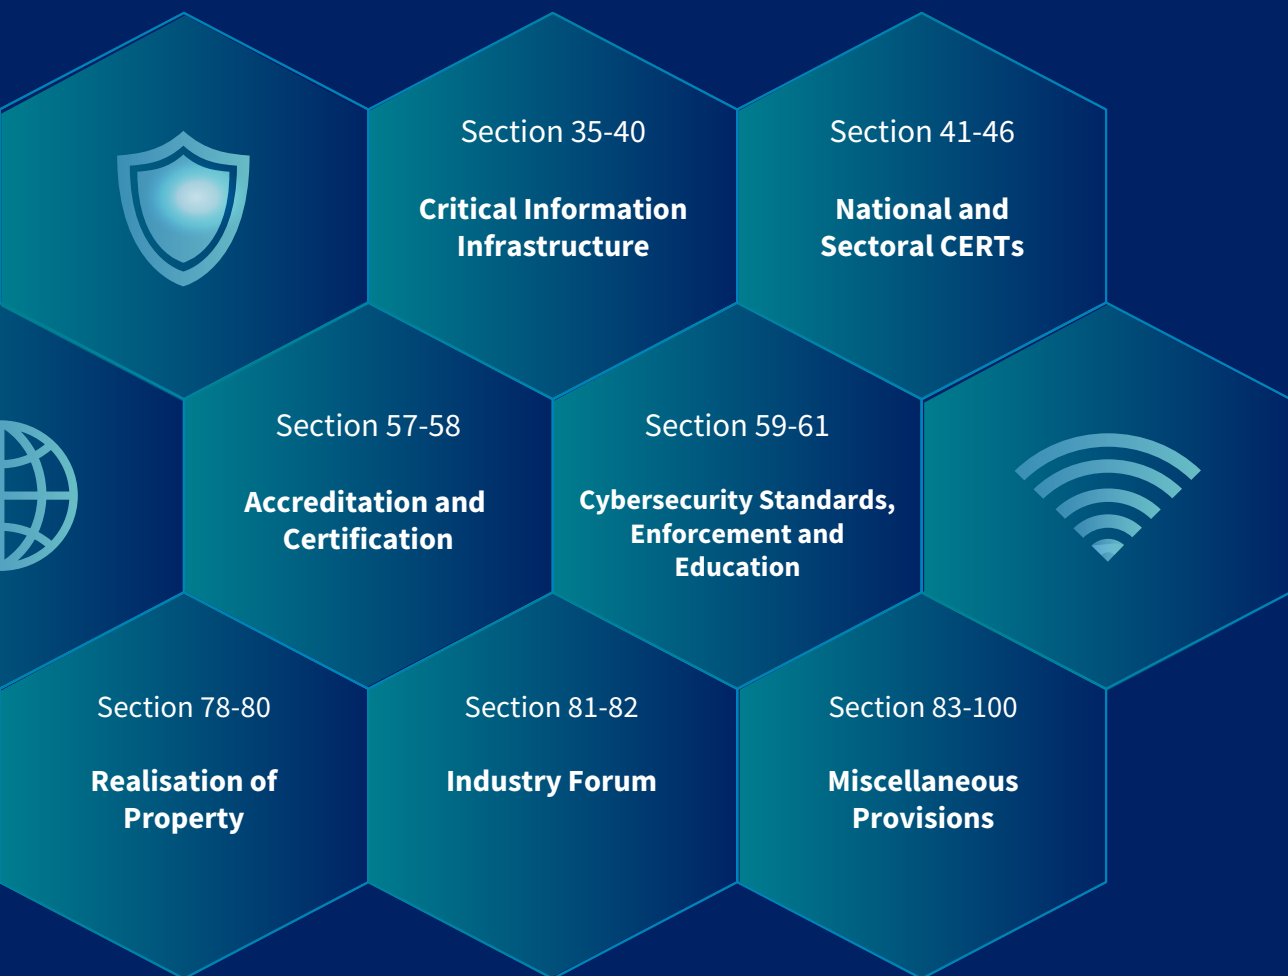 Section 35-40
Critical Information
Infrastructure
Section 41-46
National and
Sectoral CERTs
Section 57-58
Accreditation and
Certification
Section 59-61
Cybersecurity Standards,
Enforcement and
Education
Section 78-80
Realisation of
Property
Section 81-82
Industry Forum
Section 83-100
Miscellaneous
Provisions